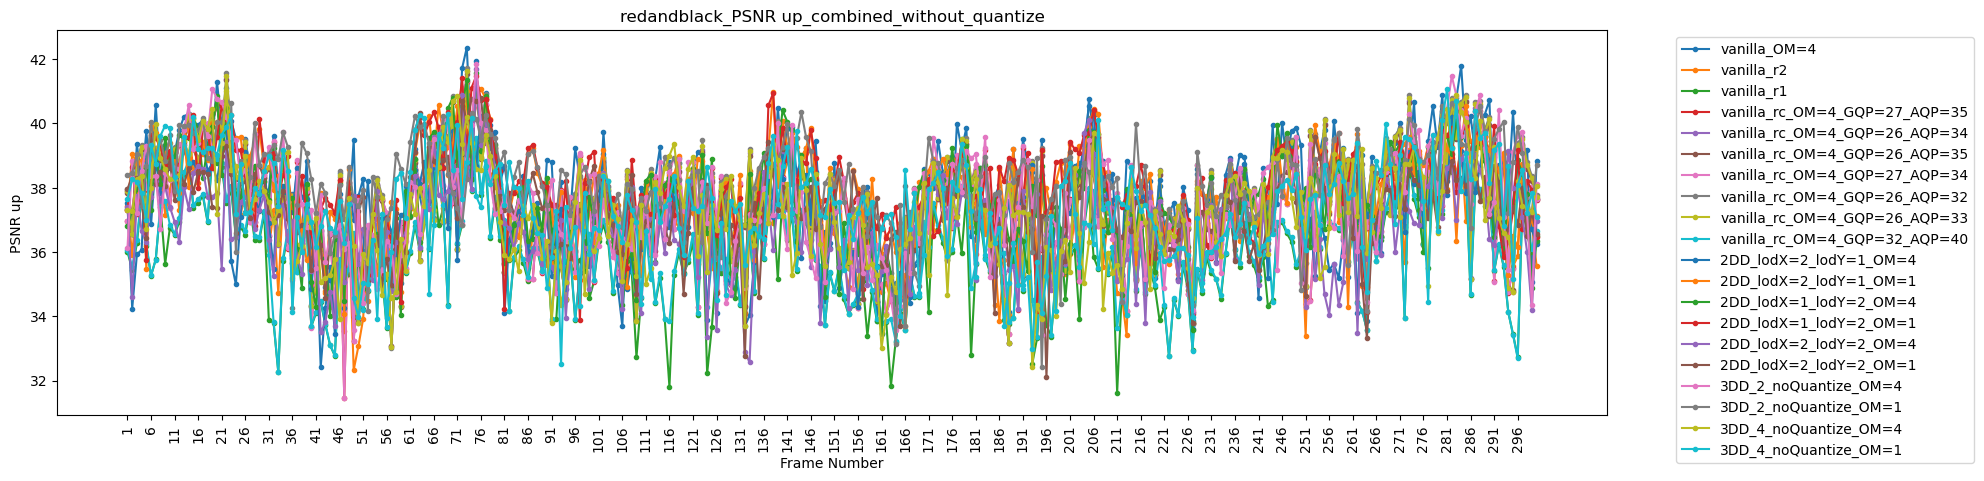 redandblack_PSNR up_combined_without_quantize
PSNR up
42
40
38
36
34
32
1 6 11 16 21 26 31 36 41 46 51 56 61 66 71 76 81 86 91 96 101 106 111 116 121 126 131 136 141 146 151 156 161 166 171 176 181 186 191 196 201 206 211 216 221 226 231 236 241 246 251 256 261 266 271 276 281 286 291 296
Frame Number
vanilla_OM=4
vanilla_r2
vanilla_r1
vanilla_rc_OM=4_GQP=27_AQP=35
vanilla_rc_OM=4_GQP=26_AQP=34
vanilla_rc_OM=4_GQP=26_AQP=35
vanilla_rc_OM=4_GQP=27_AQP=34
vanilla_rc_OM=4_GQP=26_AQP=32
vanilla_rc_OM=4_GQP=26_AQP=33
vanilla_rc_OM=4_GQP=32_AQP=40
2DD_lodX=2_lodY=1_OM=4
2DD_lodX=2_lodY=1_OM=1
2DD_lodX=1_lodY=2_OM=4
2DD_lodX=1_lodY=2_OM=1
2DD_lodX=2_lodY=2_OM=4
2DD_lodX=2_lodY=2_OM=1
3DD_2_noQuantize_OM=4
3DD_2_noQuantize_OM=1
3DD_4_noQuantize_OM=4
3DD_4_noQuantize_OM=1